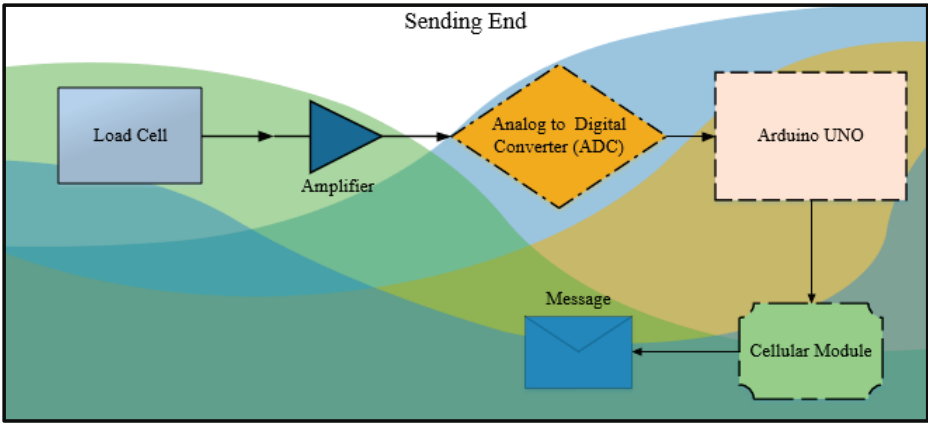 Sending End
Load Cell
Amplifier
Analog to Digital
Converter (ADC)
Arduino UNO
Message
Cellular Module